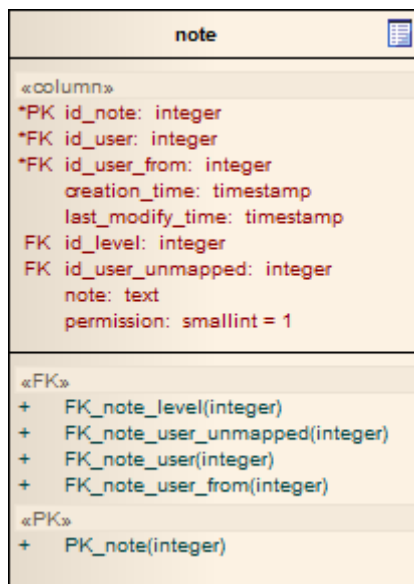 note
«column»
*PK id_note: integer
*FK id_user: integer
*FK id_user_from: integer
creation_time: timestamp
last_modify_time: timestamp
FK id_level: integer
FK id_user_unmapped: integer
note: text
permission: smallint = 1
«FK»
+ FK_note_level(integer)
+ FK_note_user_unmapped(integer)
+ FK_note_user(integer)
+ FK_note_user_from(integer)
«PK»
+ PK_note(integer)